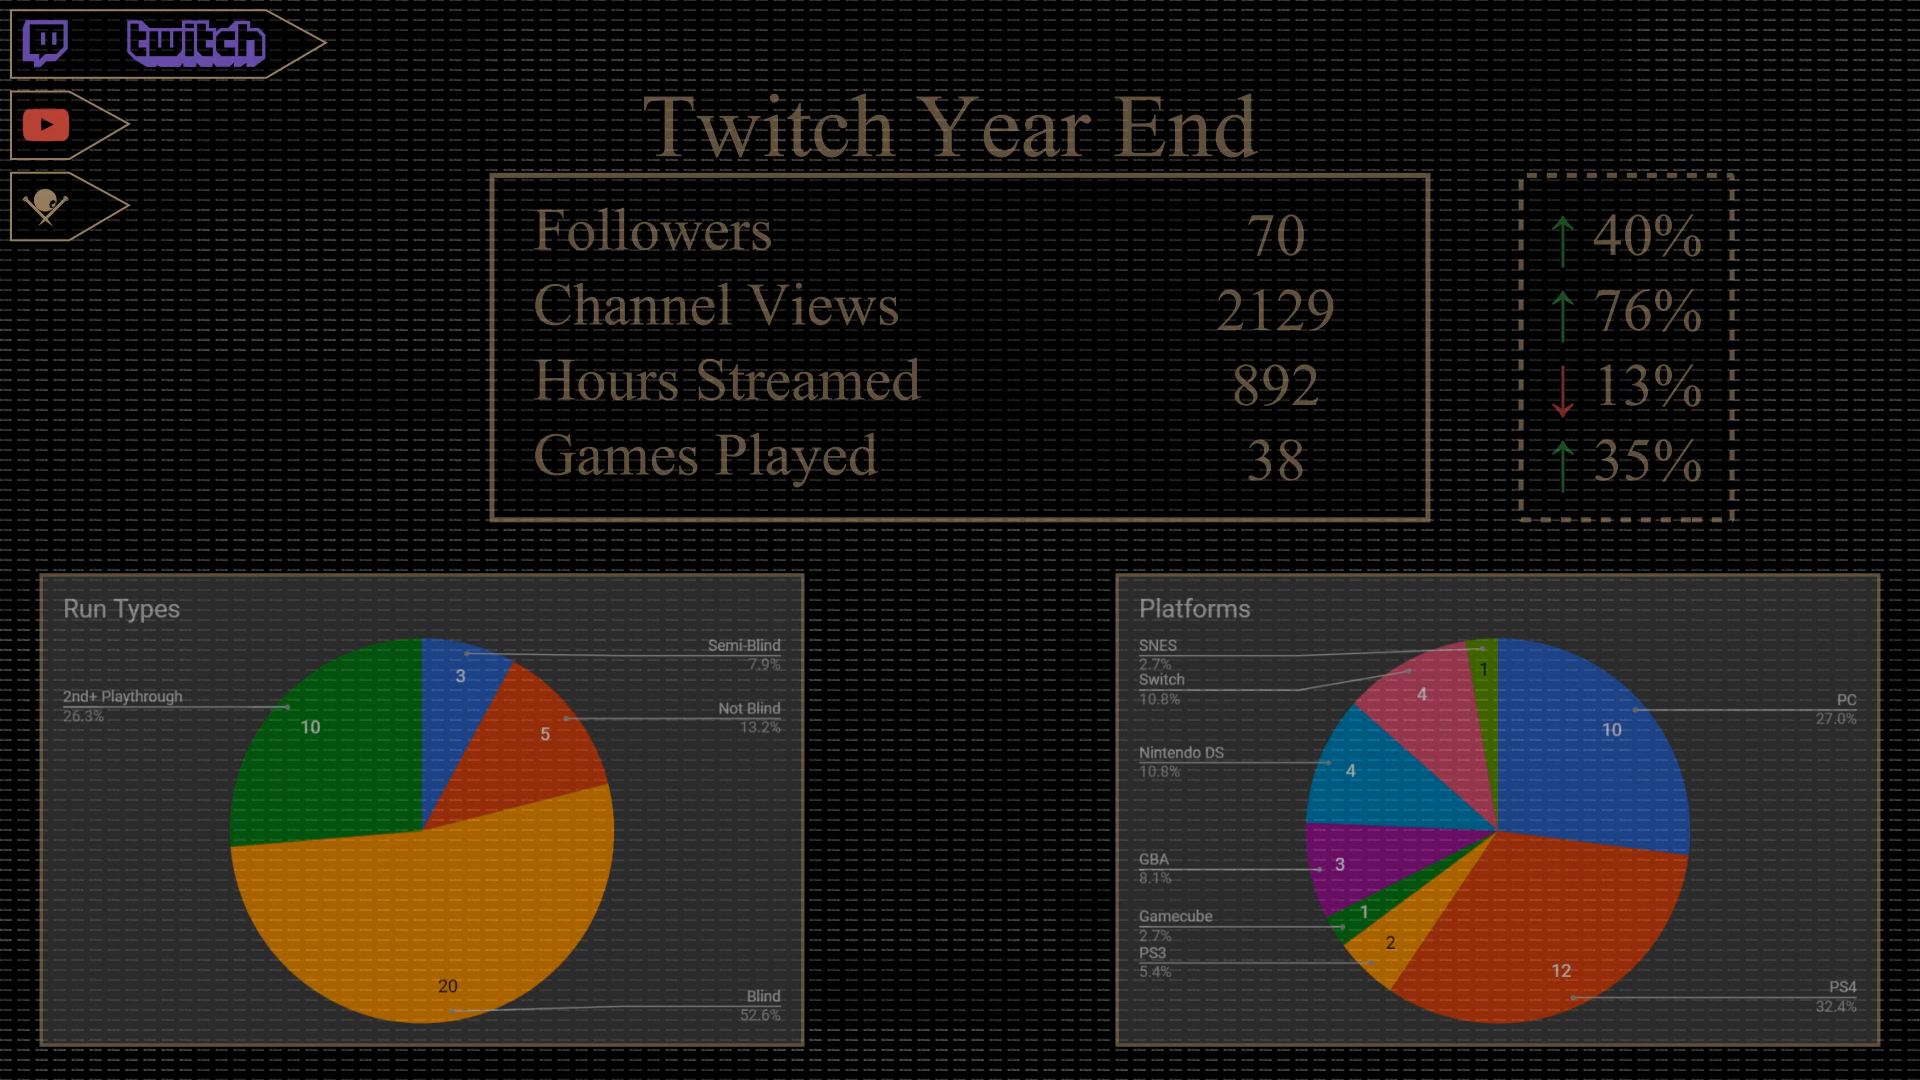 twitch
Twitch Year End
Followers 70 ↑ 40%
Channel Views 2129 ↑ 76%
Hours Streamed 892 ↓ 13%
Games Played 38 ↑ 35%
Run Types
Semi-Blind
7.9%
3
2nd+ Playthrough
26.3%
10
Not Blind
13.2%
5
20
Blind
52.6%
Platforms
SNES
2.7%
1
Switch
10.8%
4
PC
27.0%
10
Nintendo DS
10.8%
4
GBA
8.1%
3
Gamecube
2.7%
1
PS3
5.4%
2
12
PS4
32.4%